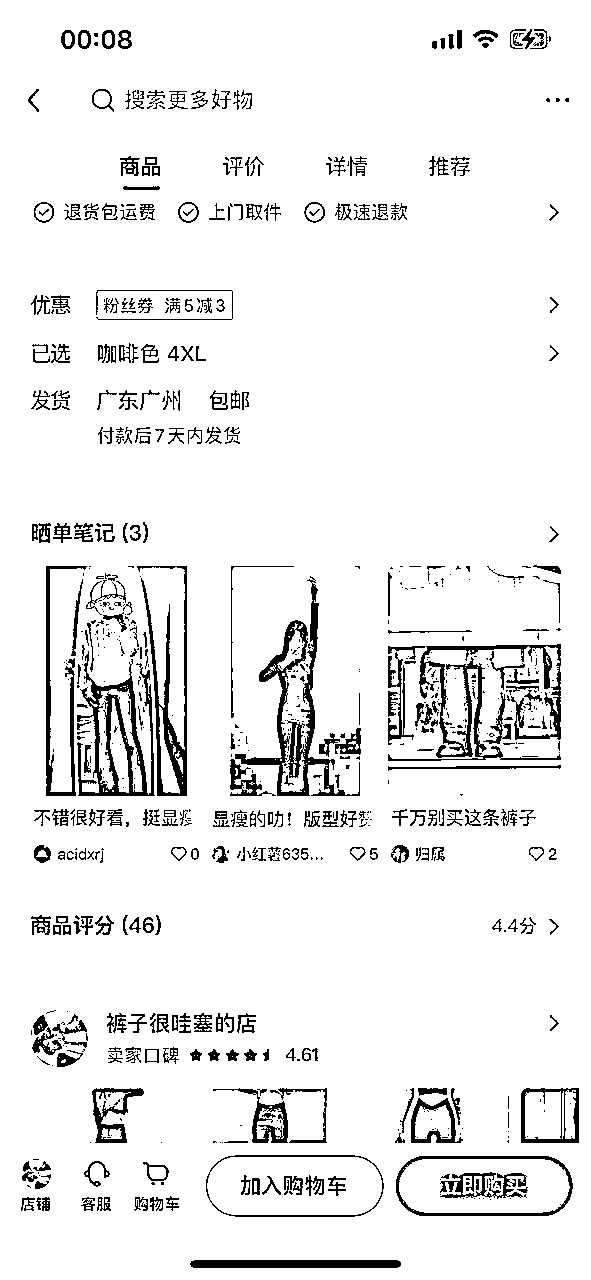 00:08
搜索更多好物
商品 评价 详情 推荐
退货包运费 上门取件 极速退款
优惠 粉丝券 满5减3
已选 咖啡色 4XL
发货 广东广州 包邮
付款后7天内发货
晒单笔记 (3)
不错很好看，挺显瘦 显瘦的叻！版型好赞 千万别买这条裤子
acidxrj 0 小红薯635... 5 归属 2
商品评分 (46) 4.4分
裤子很哇塞的店
卖家口碑 4.61
店铺 客服 购物车 加入购物车 立即购买